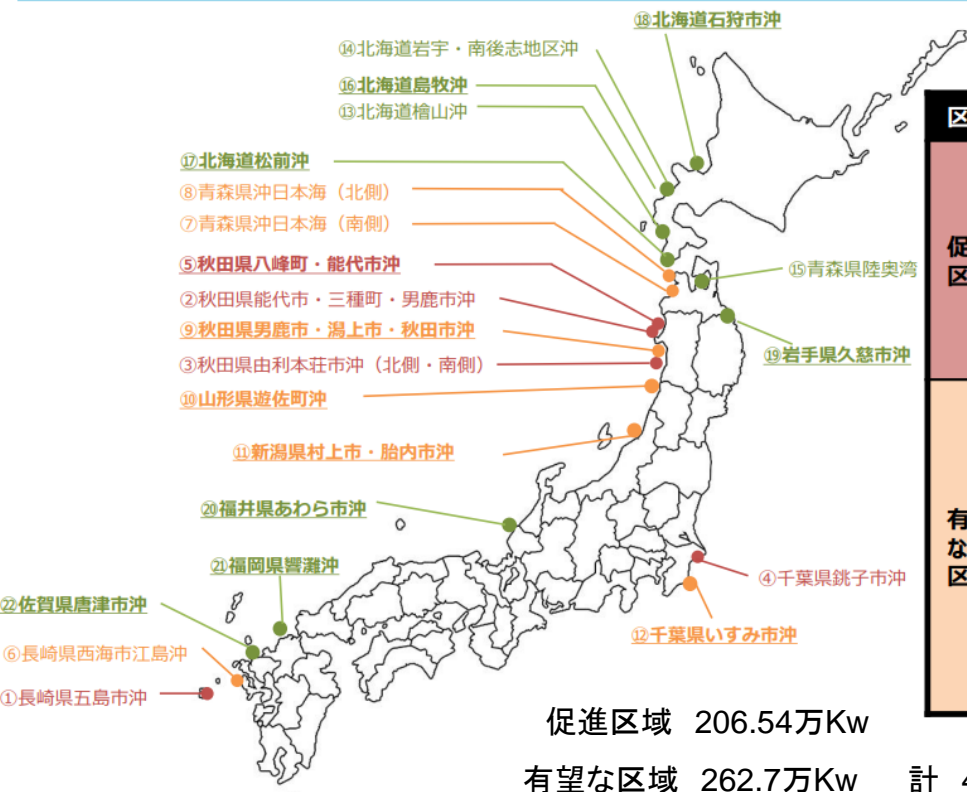 ⑱北海道石狩市沖
⑭北海道岩宇・南後志地区沖
⑯北海道島牧沖
⑬北海道檜山沖
⑰北海道松前沖
⑧青森県沖日本海（北側）
⑦青森県沖日本海（南側）
⑤秋田県八峰町・能代市沖
⑮青森県陸奥湾
②秋田県能代市・三種町・男鹿市沖
⑨秋田県男鹿市・潟上市・秋田市沖
⑲岩手県久慈市沖
③秋田県由利本荘市沖（北側・南側）
⑩山形県遊佐町沖
⑪新潟県村上市・胎内市沖
⑳福井県あわら市沖
㉑福岡県響灘沖
④千葉県銚子市沖
㉒佐賀県唐津市沖
⑫千葉県いすみ市沖
⑥長崎県西海市江島沖
①長崎県五島市沖
区
促
区
有
な
区
促進区域 206.54万Kw
有望な区域 262.7万Kw 計 4